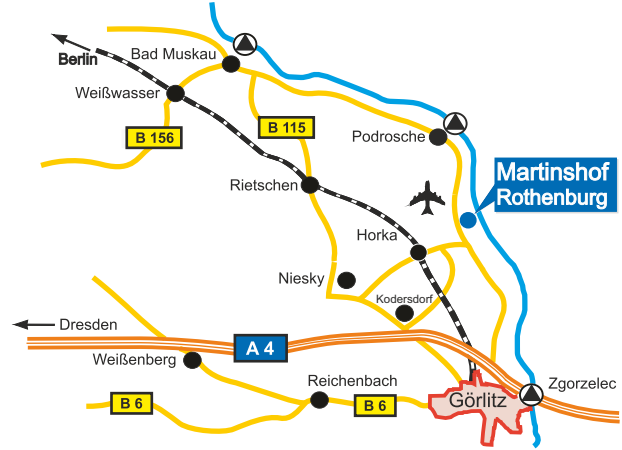 Bad Muskau
Berlin
Weißwasser
B 156
B 115
Podrosche
Martinshof
Rothenburg
Rietschen
Horka
Niesky
Kodersdorf
Dresden
A 4
Weißenberg
Reichenbach
Zgorzelec
B 6
B 6
Görlitz